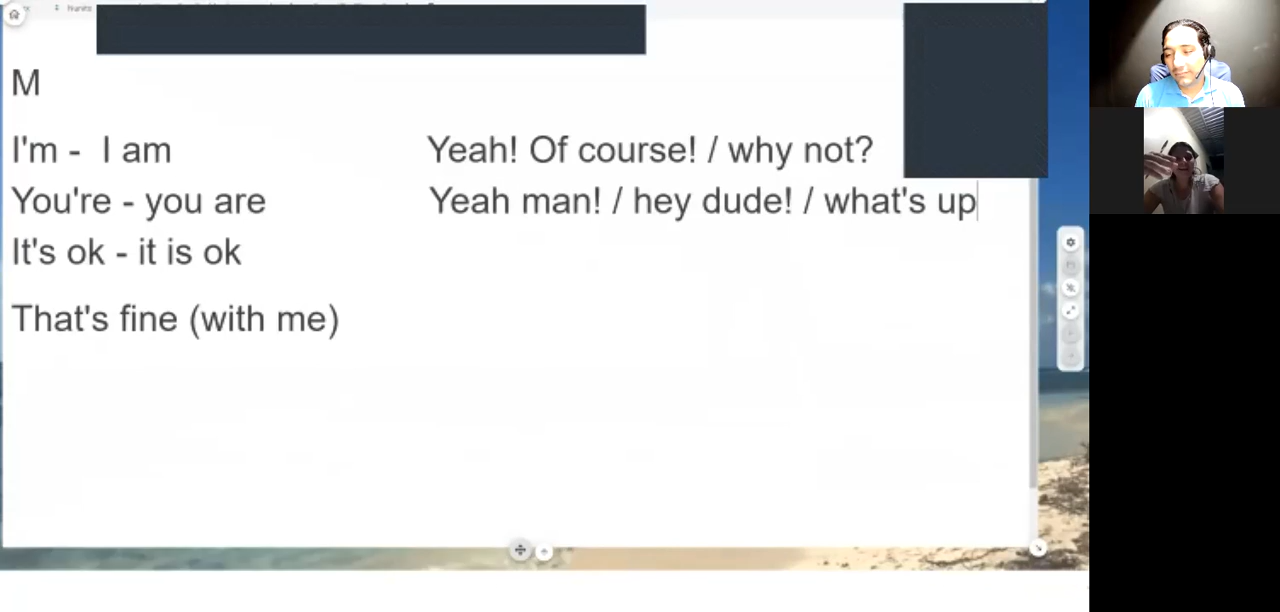 M
I'm - I am
You're - you are
It's ok - it is ok
That's fine (with me)
Yeah! Of course! / why not?
Yeah man! / hey dude! / what's up